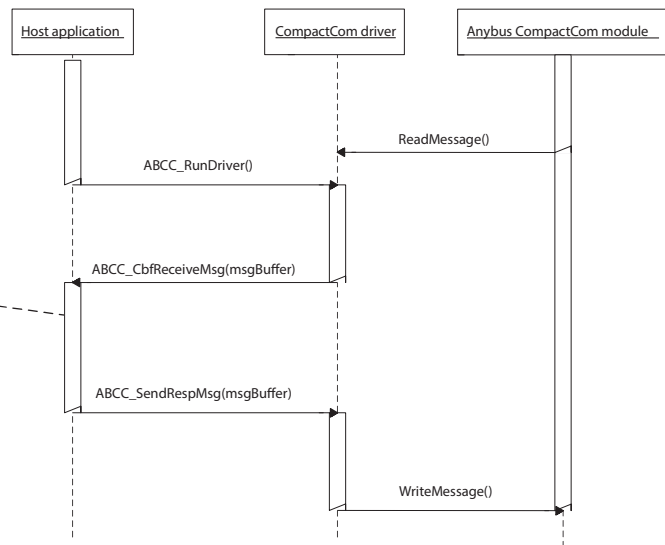 Host application
CompactCom driver
Anybus CompactCom module
ReadMessage()
ABCC_RunDriver()
ABCC_CbfReceiveMsg(msgBuffer)
ABCC_SendRespMsg(msgBuffer)
WriteMessage()